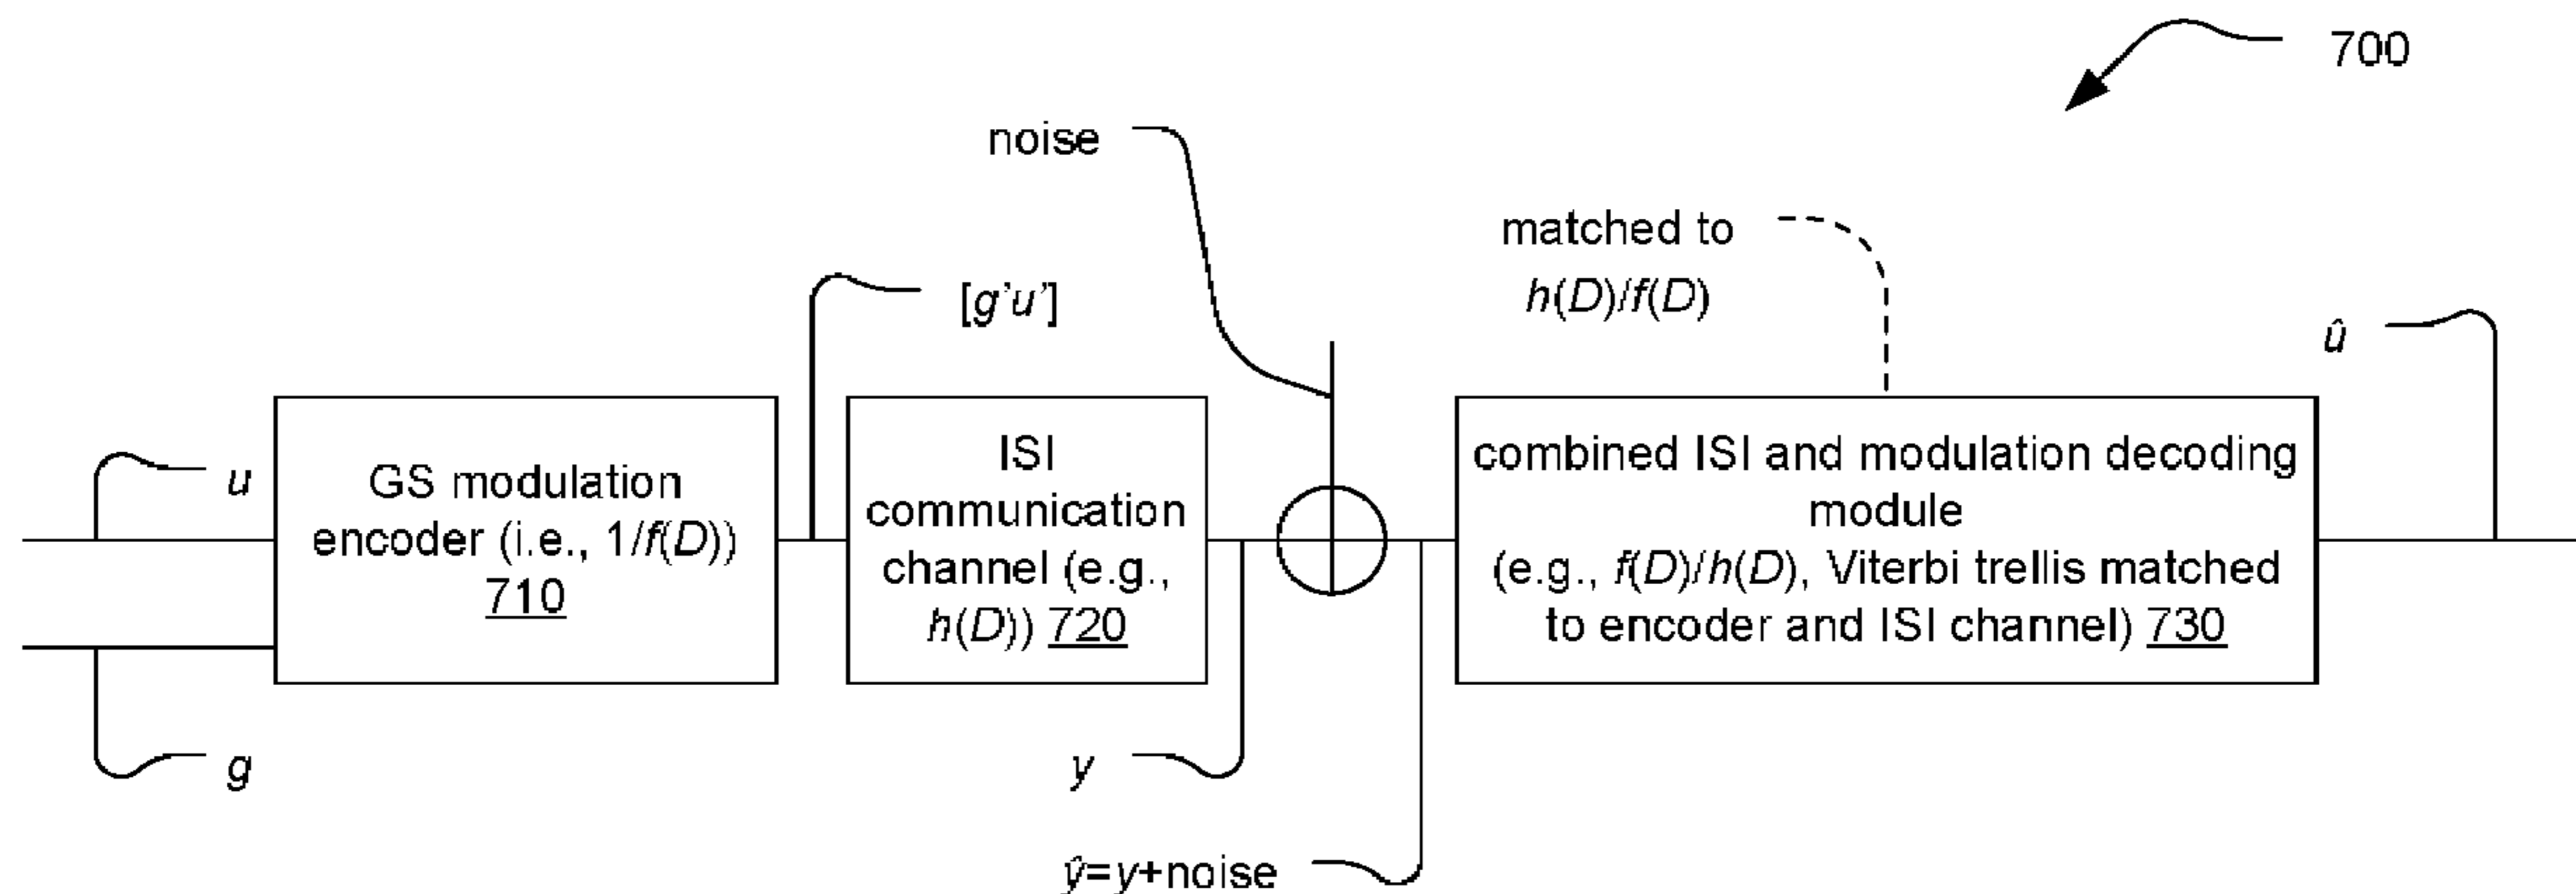 700
noise
matched to
h(D)/f(D)
[g'u']
û
u
GS modulation
encoder (i.e., 1/f(D))
710
ISI
communication
channel (e.g.,
h(D)) 720
combined ISI and modulation decoding
module
(e.g., f(D)/h(D), Viterbi trellis matched
to encoder and ISI channel) 730
g
y
ŷ=y+noise